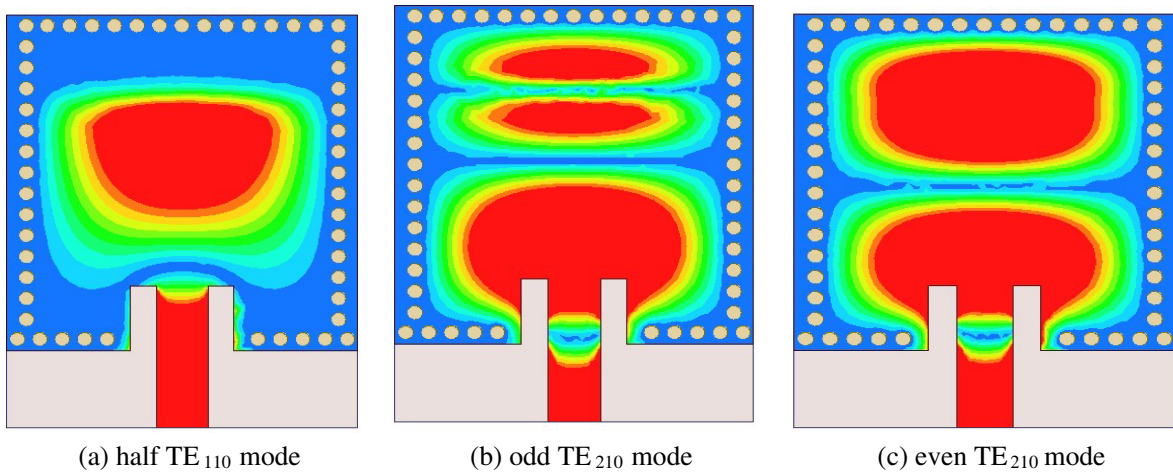 (a) half TE₁₁₀ mode
(b) odd TE₂₁₀ mode
(c) even TE₂₁₀ mode